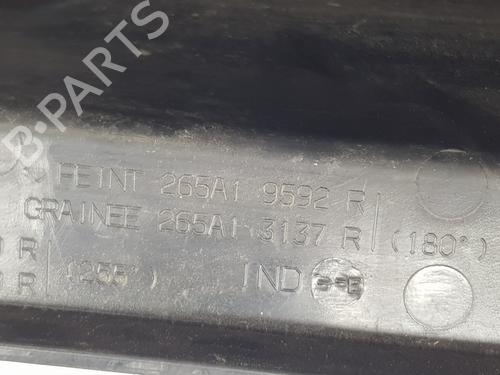 B-PARTS
PEINT 265A1 9592 R
GRAINEE 265A1 3137 R (180°)
R
R (255°) IND